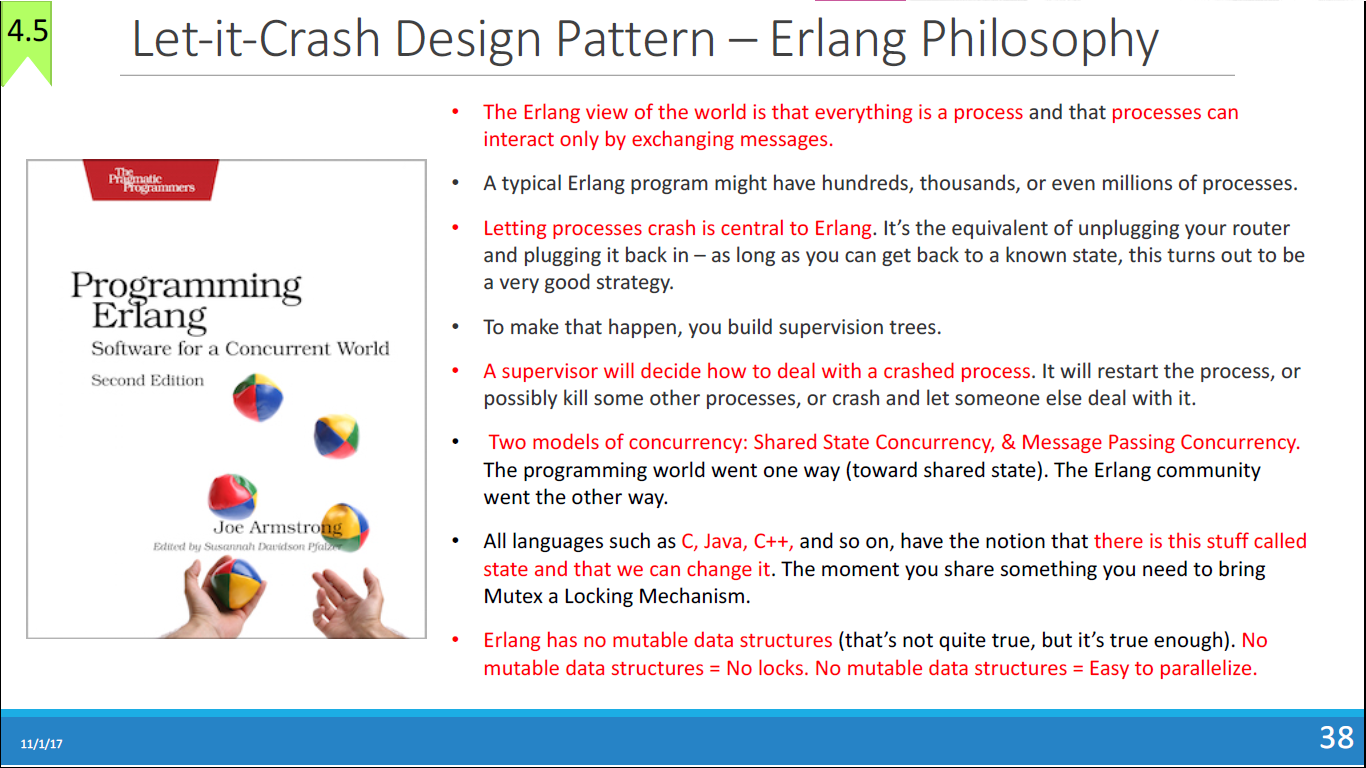 4.5
Let-it-Crash Design Pattern – Erlang Philosophy
The
Pragmatic
Programmers
Programming
Erlang
Software for a Concurrent World
Second Edition
Joe Armstrong
Edited by Susannah Davidson Pfalzer
• The Erlang view of the world is that everything is a process and that processes can
interact only by exchanging messages.
• A typical Erlang program might have hundreds, thousands, or even millions of processes.
• Letting processes crash is central to Erlang. It’s the equivalent of unplugging your router
and plugging it back in – as long as you can get back to a known state, this turns out to be
a very good strategy.
• To make that happen, you build supervision trees.
• A supervisor will decide how to deal with a crashed process. It will restart the process, or
possibly kill some other processes, or crash and let someone else deal with it.
• Two models of concurrency: Shared State Concurrency, & Message Passing Concurrency.
The programming world went one way (toward shared state). The Erlang community
went the other way.
• All languages such as C, Java, C++, and so on, have the notion that there is this stuff called
state and that we can change it. The moment you share something you need to bring
Mutex a Locking Mechanism.
• Erlang has no mutable data structures (that’s not quite true, but it’s true enough). No
mutable data structures = No locks. No mutable data structures = Easy to parallelize.
11/1/17
38